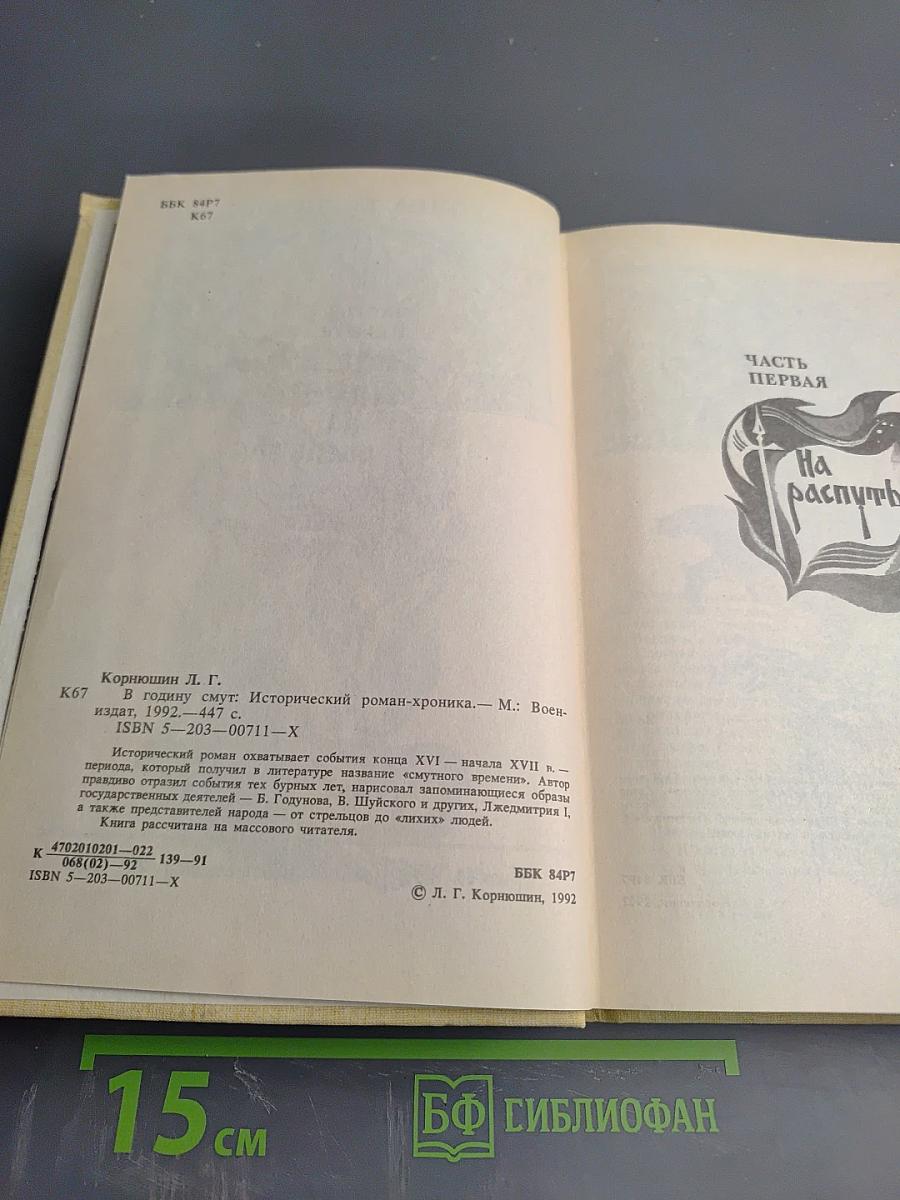 ББК 84Р7
К67
Корнюшин Л. Г.
К67 В годину смут: Исторический роман-хроника.— М.: Воен-
издат, 1992.—447 с.
ISBN 5—203—00711—X
Исторический роман охватывает события конца XVI — начала XVII в. —
периода, который получил в литературе название «смутного времени». Автор
правдиво отразил события тех бурных лет, нарисовал запоминающиеся образы
государственных деятелей — Б. Годунова, В. Шуйского и других, Лжедмитрия I,
а также представителей народа — от стрельцов до «лихих» людей.
Книга рассчитана на массового читателя.
К 4702010201—022
068(02)—92 139—91
ISBN 5—203—00711—X
ББК 84Р7
© Л. Г. Корнюшин, 1992
ЧАСТЬ
ПЕРВАЯ
На
распуть
15 см
БФ БИБЛИОФАН